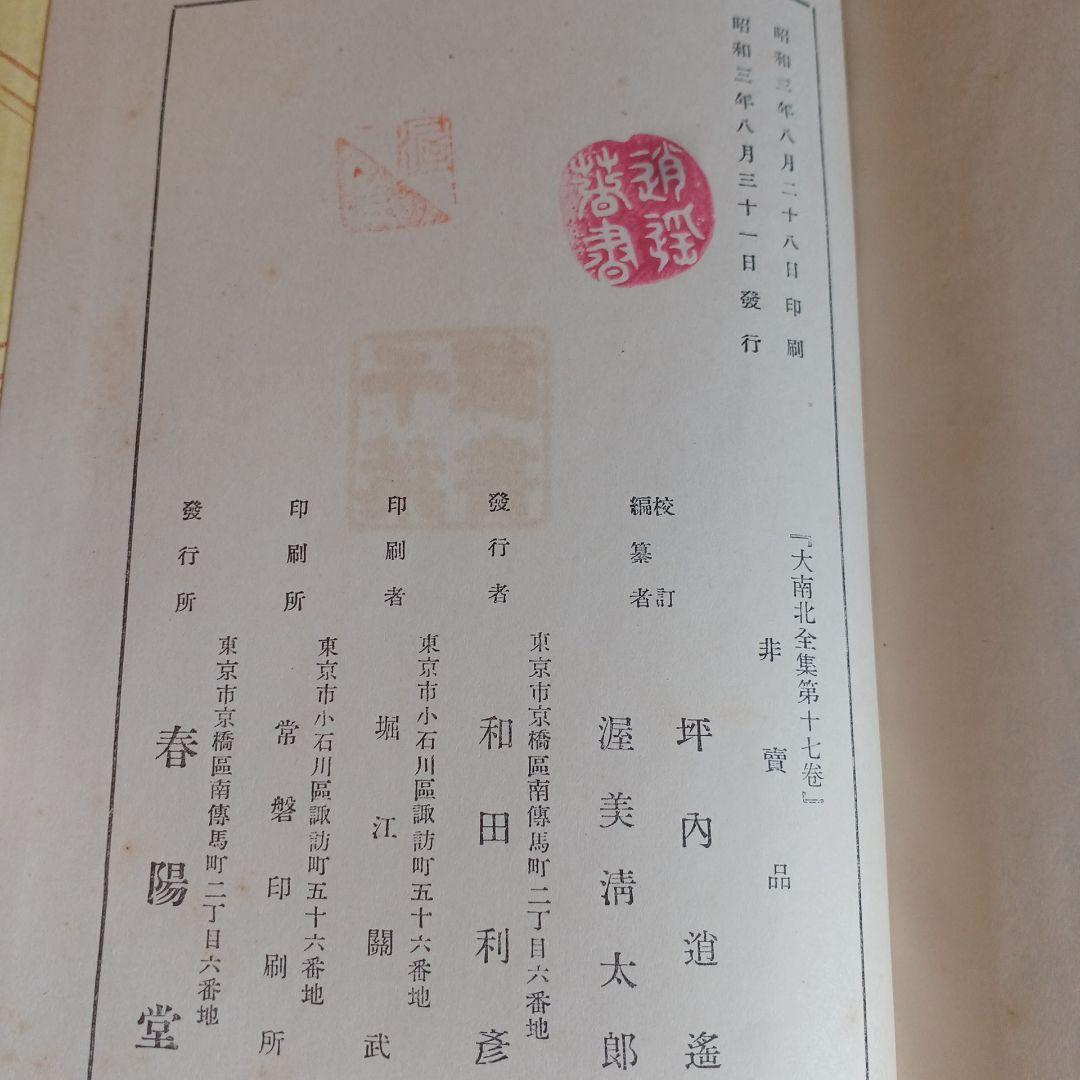 昭和三年八月二十八日印刷
昭和三年八月三十一日發行
逍遥
著書
『大南北全集第十七卷』
非賣品
校訂
編纂者
坪內逍遙
渥美淸太郎
發行者
東京市京橋區南傳馬町二丁目六番地
和田利彥
印刷者
東京市小石川區諏訪町五十六番地
堀江關武
印刷所
東京市小石川區諏訪町五十六番地
常磐印刷所
發行所
東京市京橋區南傳馬町二丁目六番地
春陽堂